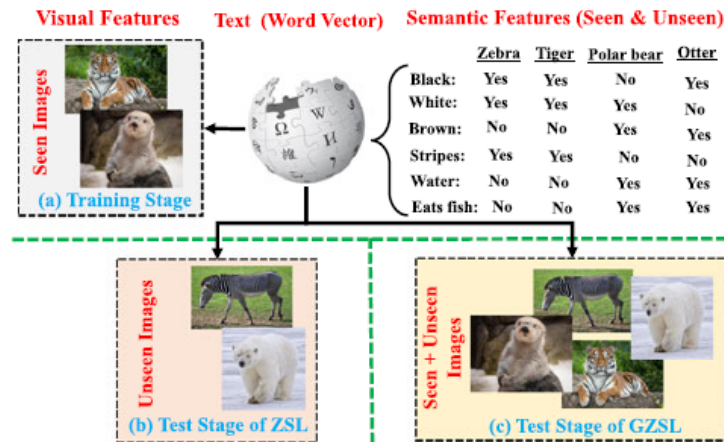 Visual Features
Text (Word Vector)
Semantic Features (Seen & Unseen)
Zebra Tiger Polar bear Otter
Black: Yes Yes No Yes
White: Yes Yes Yes No
Brown: No No Yes Yes
Stripes: Yes Yes No No
Water: No No Yes Yes
Eats fish: No No Yes Yes
Seen Images
(a) Training Stage
Ω W И
Unseen Images
(b) Test Stage of ZSL
Seen + Unseen
Images
(c) Test Stage of GZSL